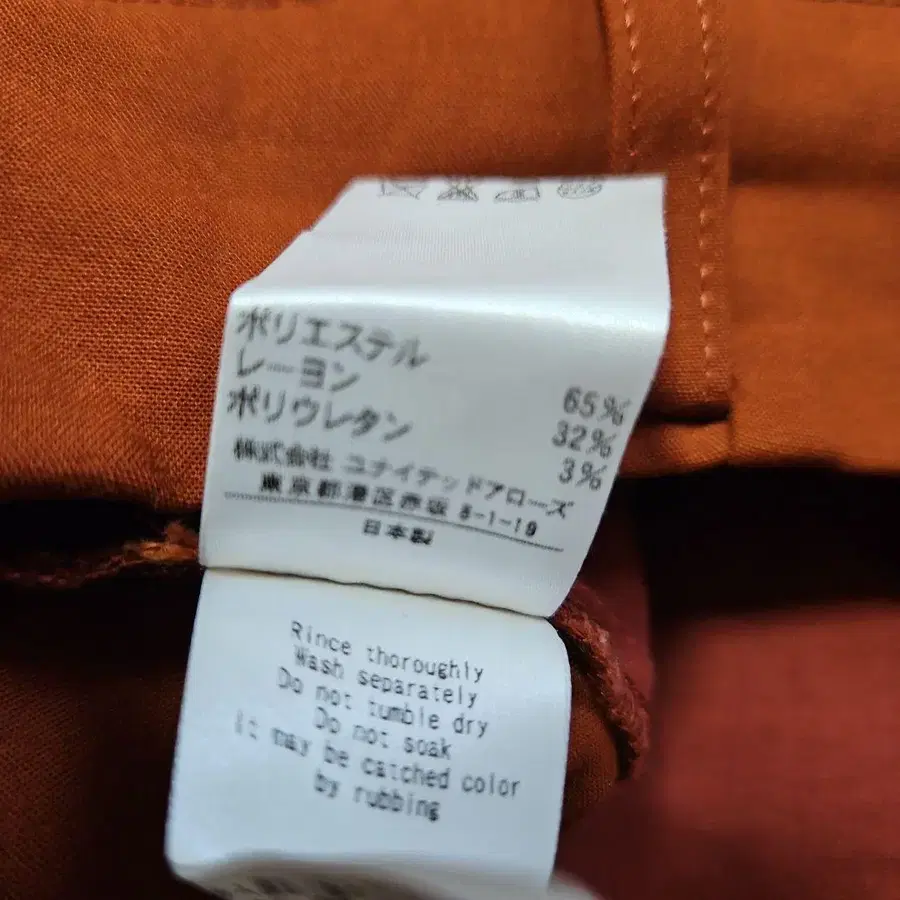 ポリエステル 65%
レーヨン 32%
ポリウレタン 3%
株式会社 ユナイテッドアローズ
東京都港区赤坂 8-1-19
日本製
Rince thoroughly
Wash separately
Do not tumble dry
Do not soak
It may be catched color
by rubbing